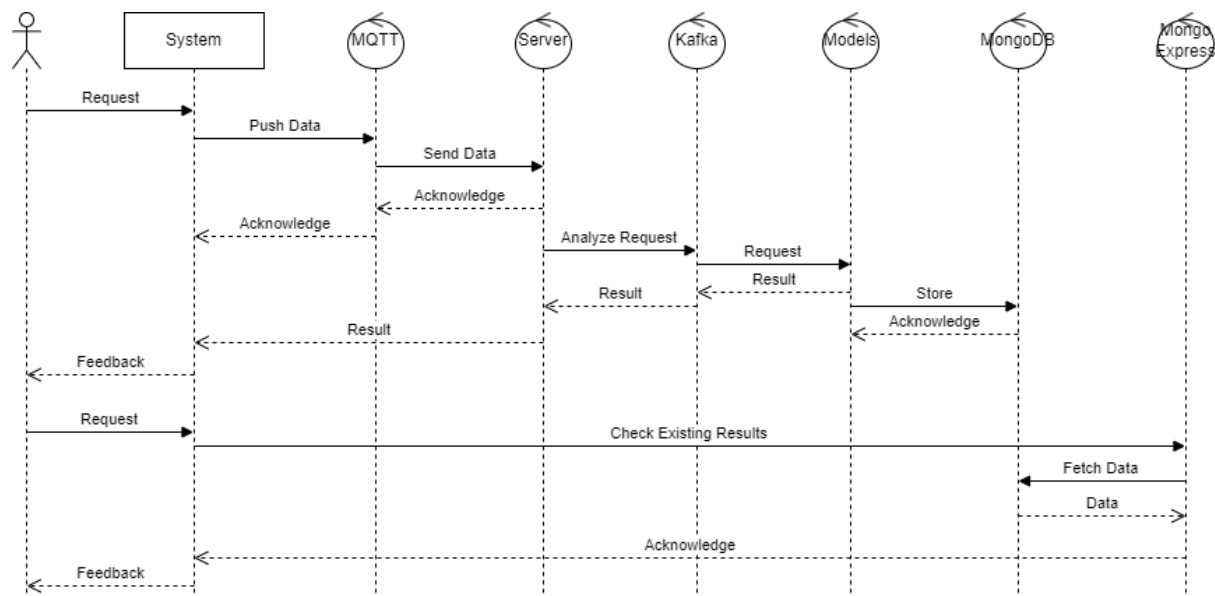 System
MQTT
Server
Kafka
Models
MongoDB
Mongo
Express
Request
Push Data
Send Data
Acknowledge
Acknowledge
Analyze Request
Request
Result
Result
Store
Acknowledge
Result
Feedback
Request
Check Existing Results
Fetch Data
Data
Acknowledge
Feedback